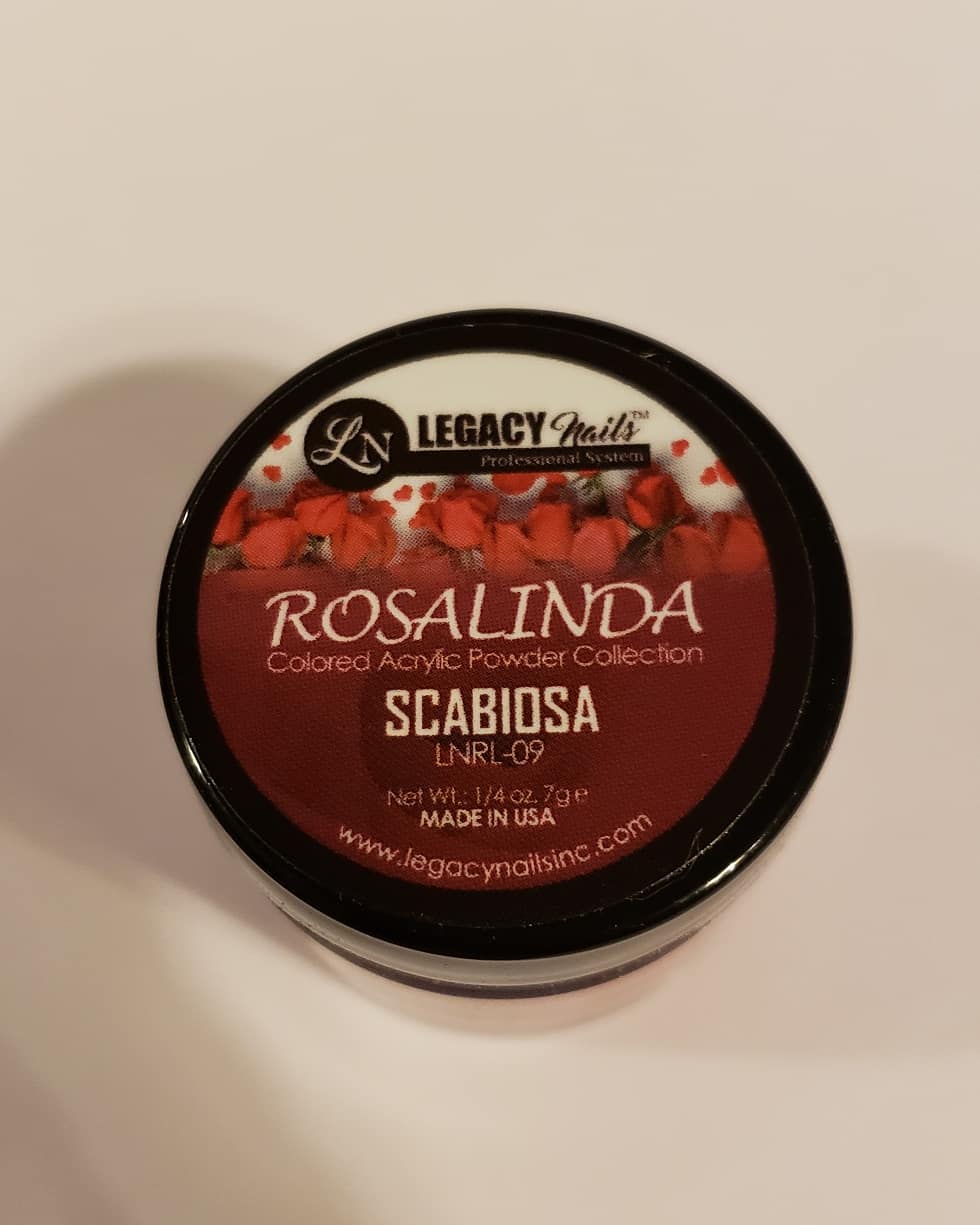 LN LEGACY Nails™
Professional System
ROSALINDA
Colored Acrylic Powder Collection
SCABIOSA
LNRL-09
Net Wt.: 1/4 oz. 7g e
MADE IN USA
www.legacynailsinc.com